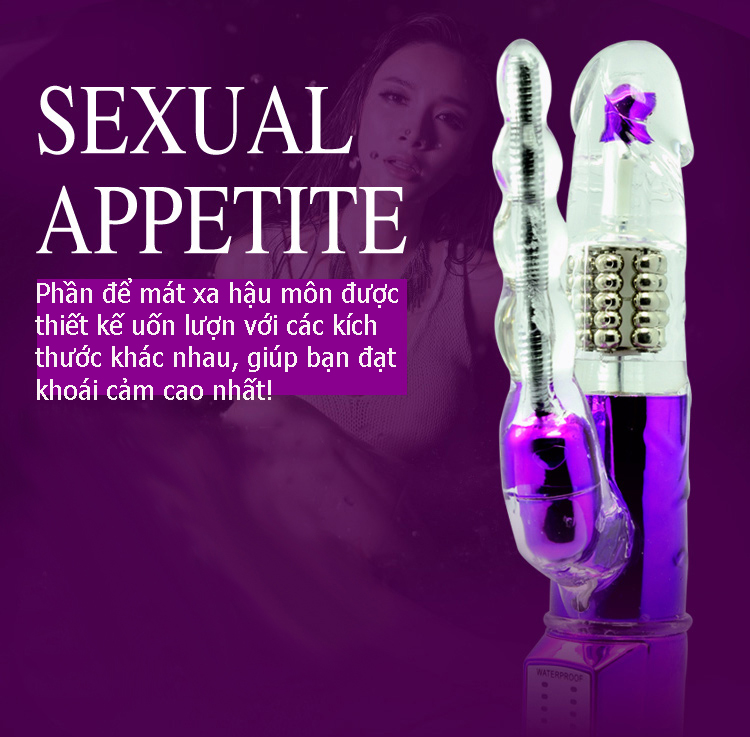 SEXUAL
APPETITE
Phần để mát xa hậu môn được
thiết kế uốn lượn với các kích
thước khác nhau, giúp bạn đạt
khoái cảm cao nhất!
WATERPROOF